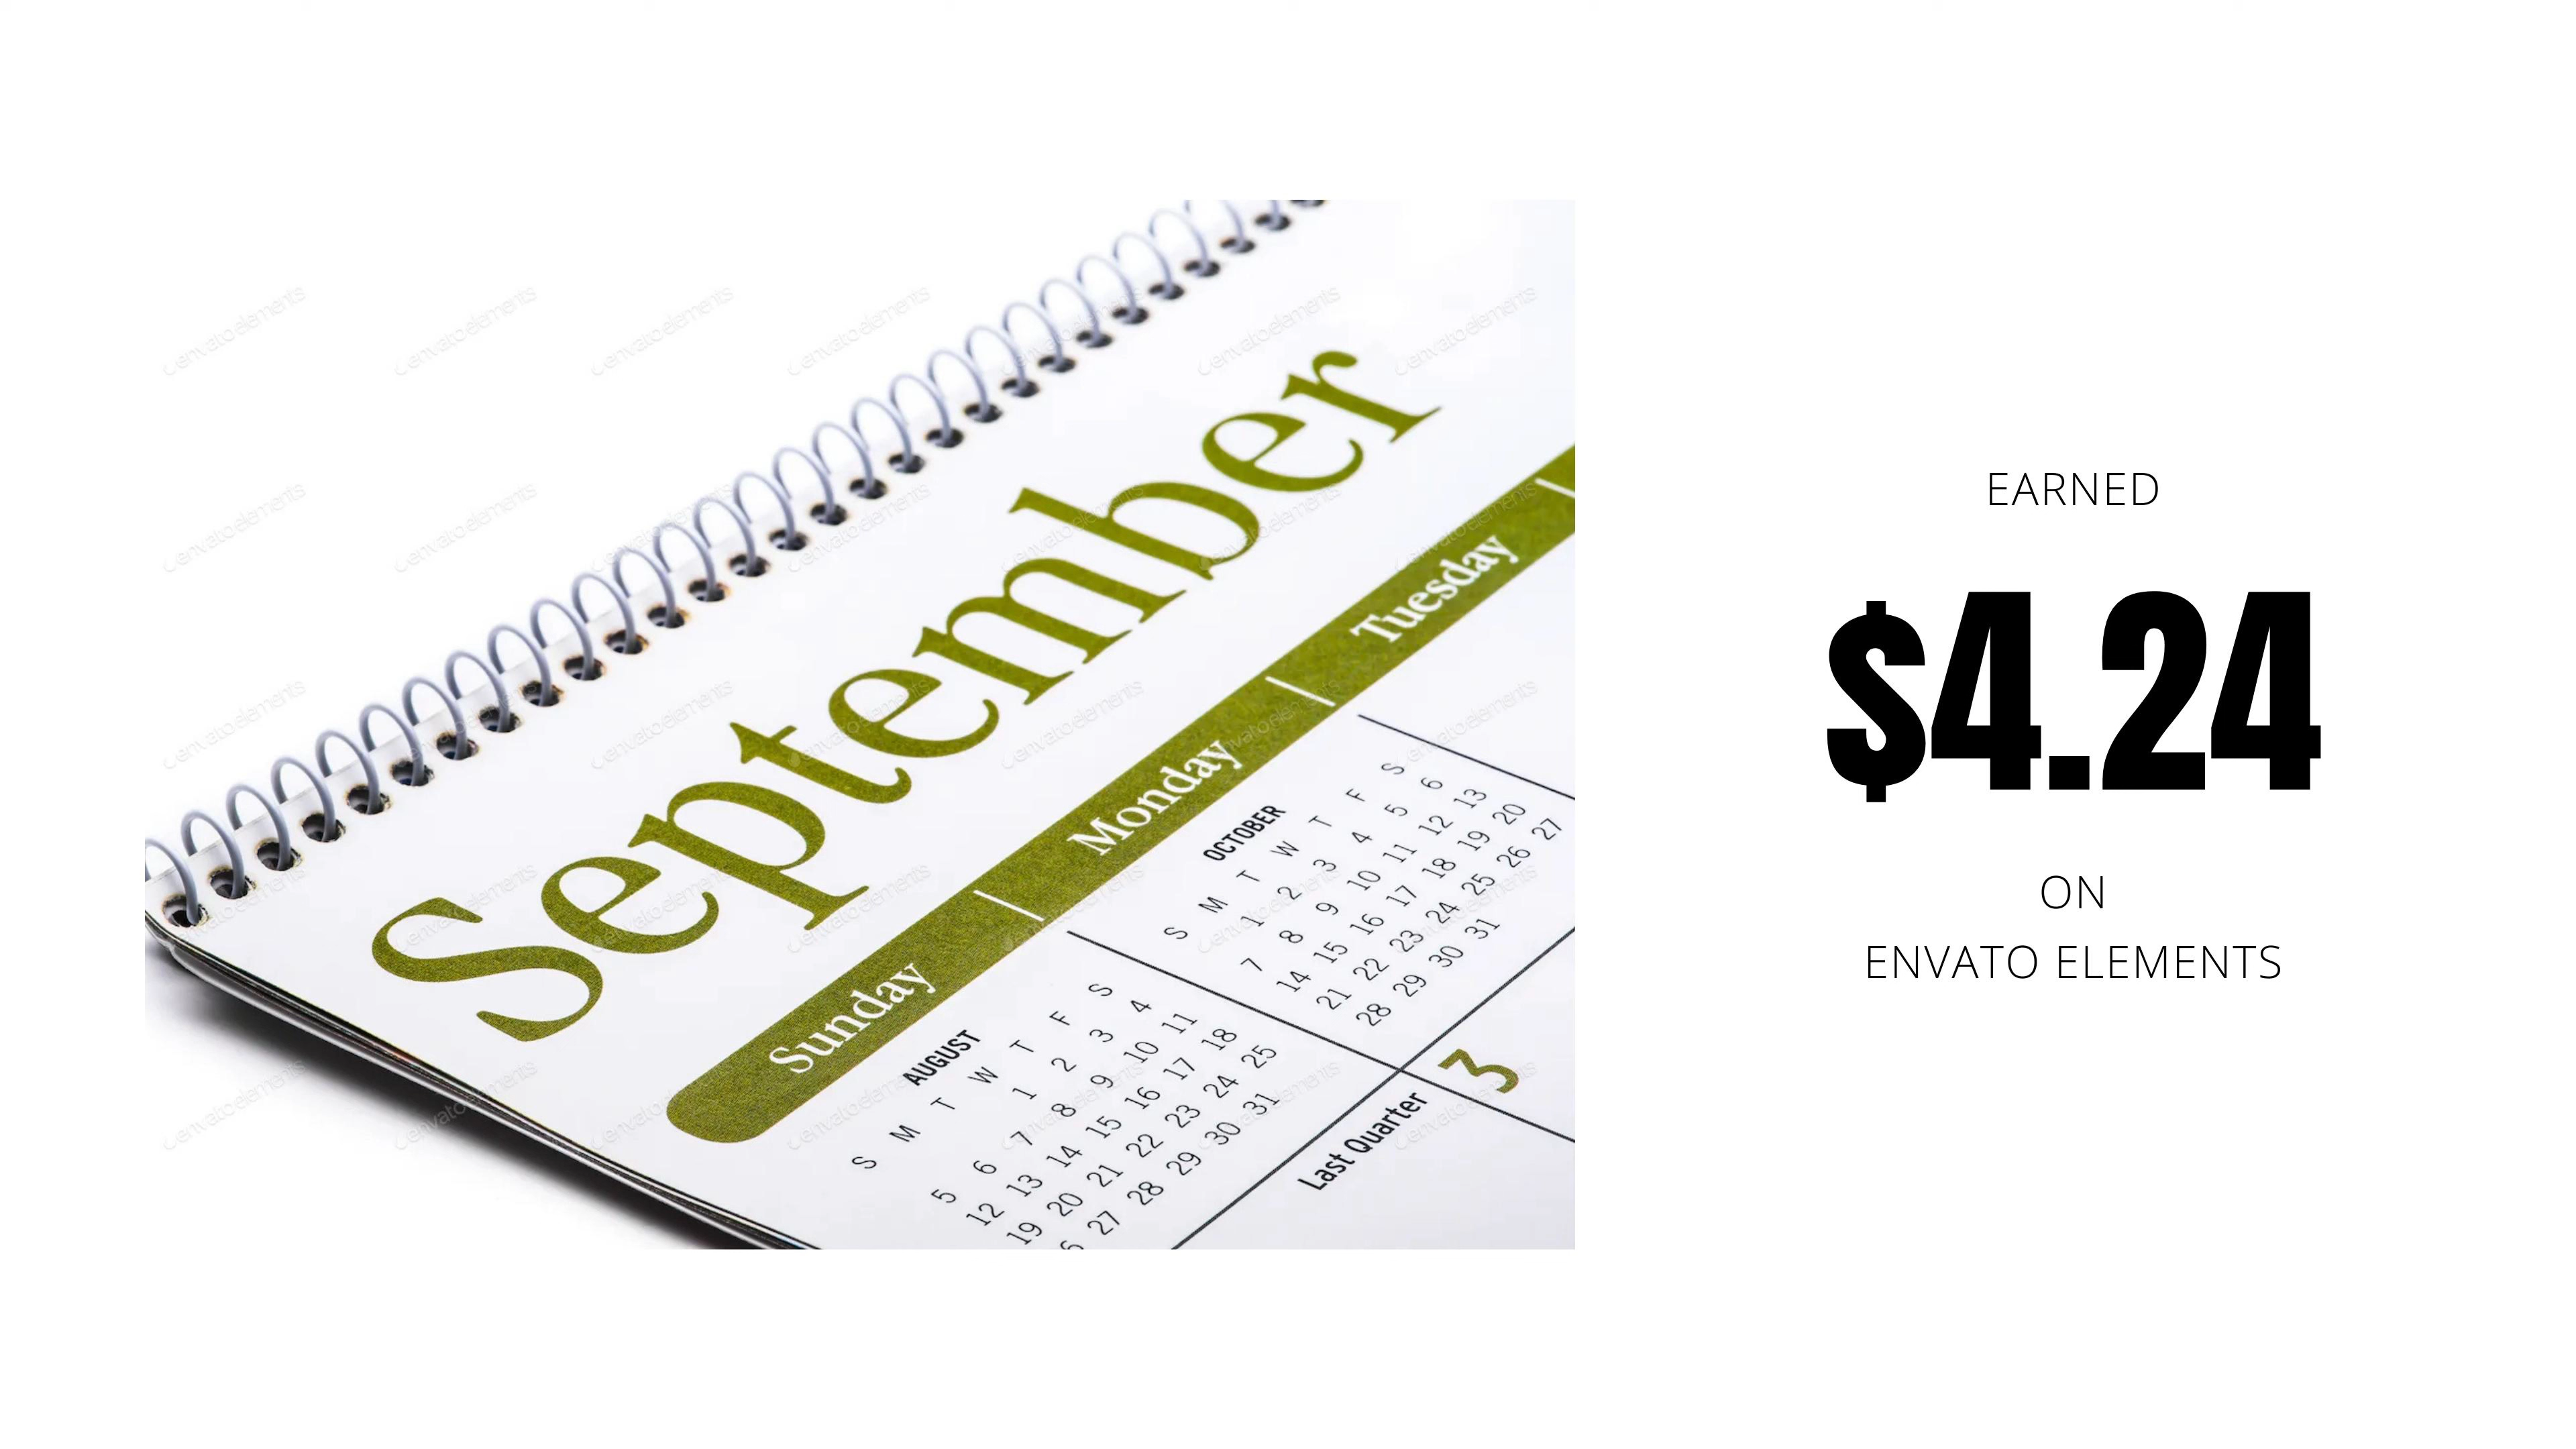 September
Sunday
Monday
Tuesday
AUGUST
S M T W T F S
1 2 3 4
5 6 7 8 9 10 11
12 13 14 15 16 17 18
19 20 21 22 23 24 25
27 28 29 30 31
OCTOBER
S M T W T F S
1 2 3 4 5 6
7 8 9 10 11 12 13
14 15 16 17 18 19 20
21 22 23 24 25 26 27
28 29 30 31
Last Quarter
3
EARNED
$4.24
ON
ENVATO ELEMENTS
envatoelements